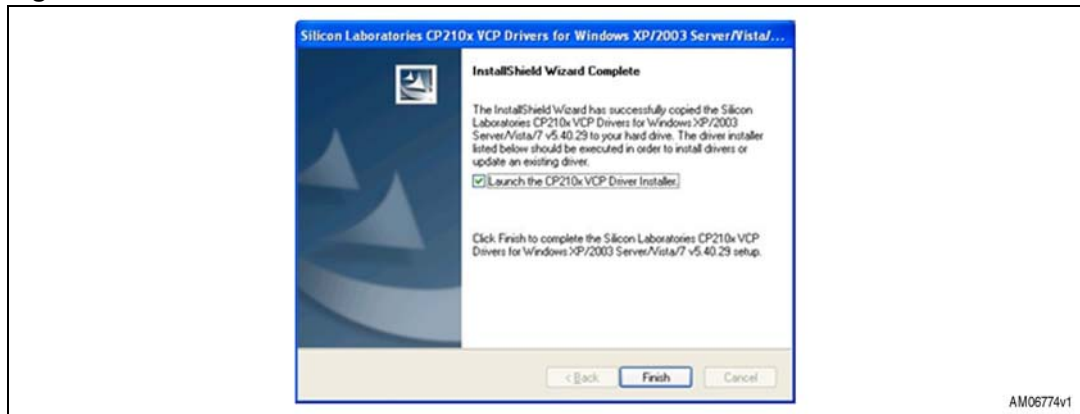 Silicon Laboratories CP210x VCP Drivers for Windows XP/2003 Server/Vista/...
InstallShield Wizard Complete
The InstallShield Wizard has successfully copied the Silicon
Laboratories CP210x VCP Drivers for Windows XP/2003
Server/Vista/7 v5.40.29 to your hard drive. The driver installer
listed below should be executed in order to install drivers or
update an existing driver.
Launch the CP210x VCP Driver Installer.
Click Finish to complete the Silicon Laboratories CP210x VCP
Drivers for Windows XP/2003 Server/Vista/7 v5.40.29 setup.
< Back Finish Cancel
AM06774v1